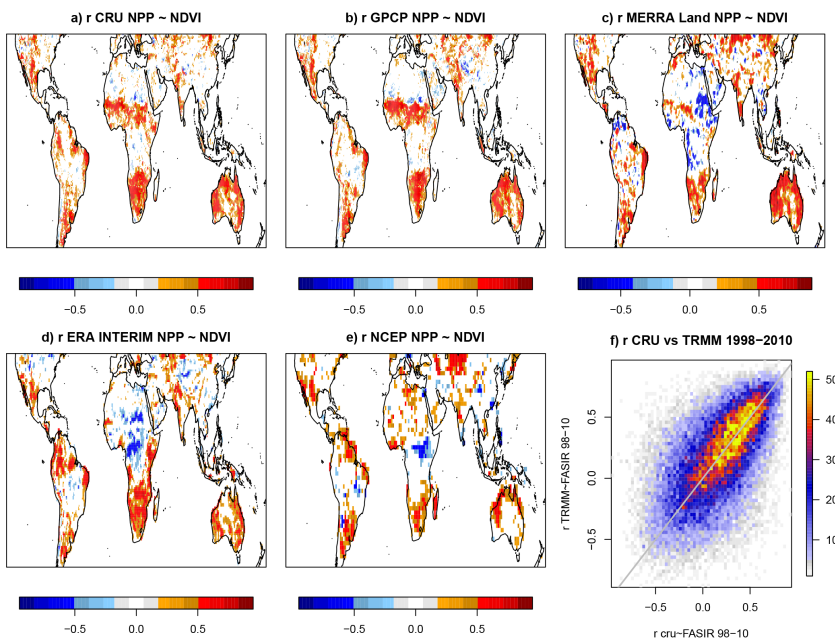 a) r CRU NPP ~ NDVI
b) r GPCP NPP ~ NDVI
c) r MERRA Land NPP ~ NDVI
−0.5 0.0 0.5
−0.5 0.0 0.5
−0.5 0.0 0.5
d) r ERA INTERIM NPP ~ NDVI
e) r NCEP NPP ~ NDVI
f) r CRU vs TRMM 1998−2010
−0.5 0.0 0.5
−0.5 0.0 0.5
r TRMM~FASIR 98−10
0.5
0.0
−0.5
−0.5 0.0 0.5
r cru~FASIR 98−10
50
40
30
20
10